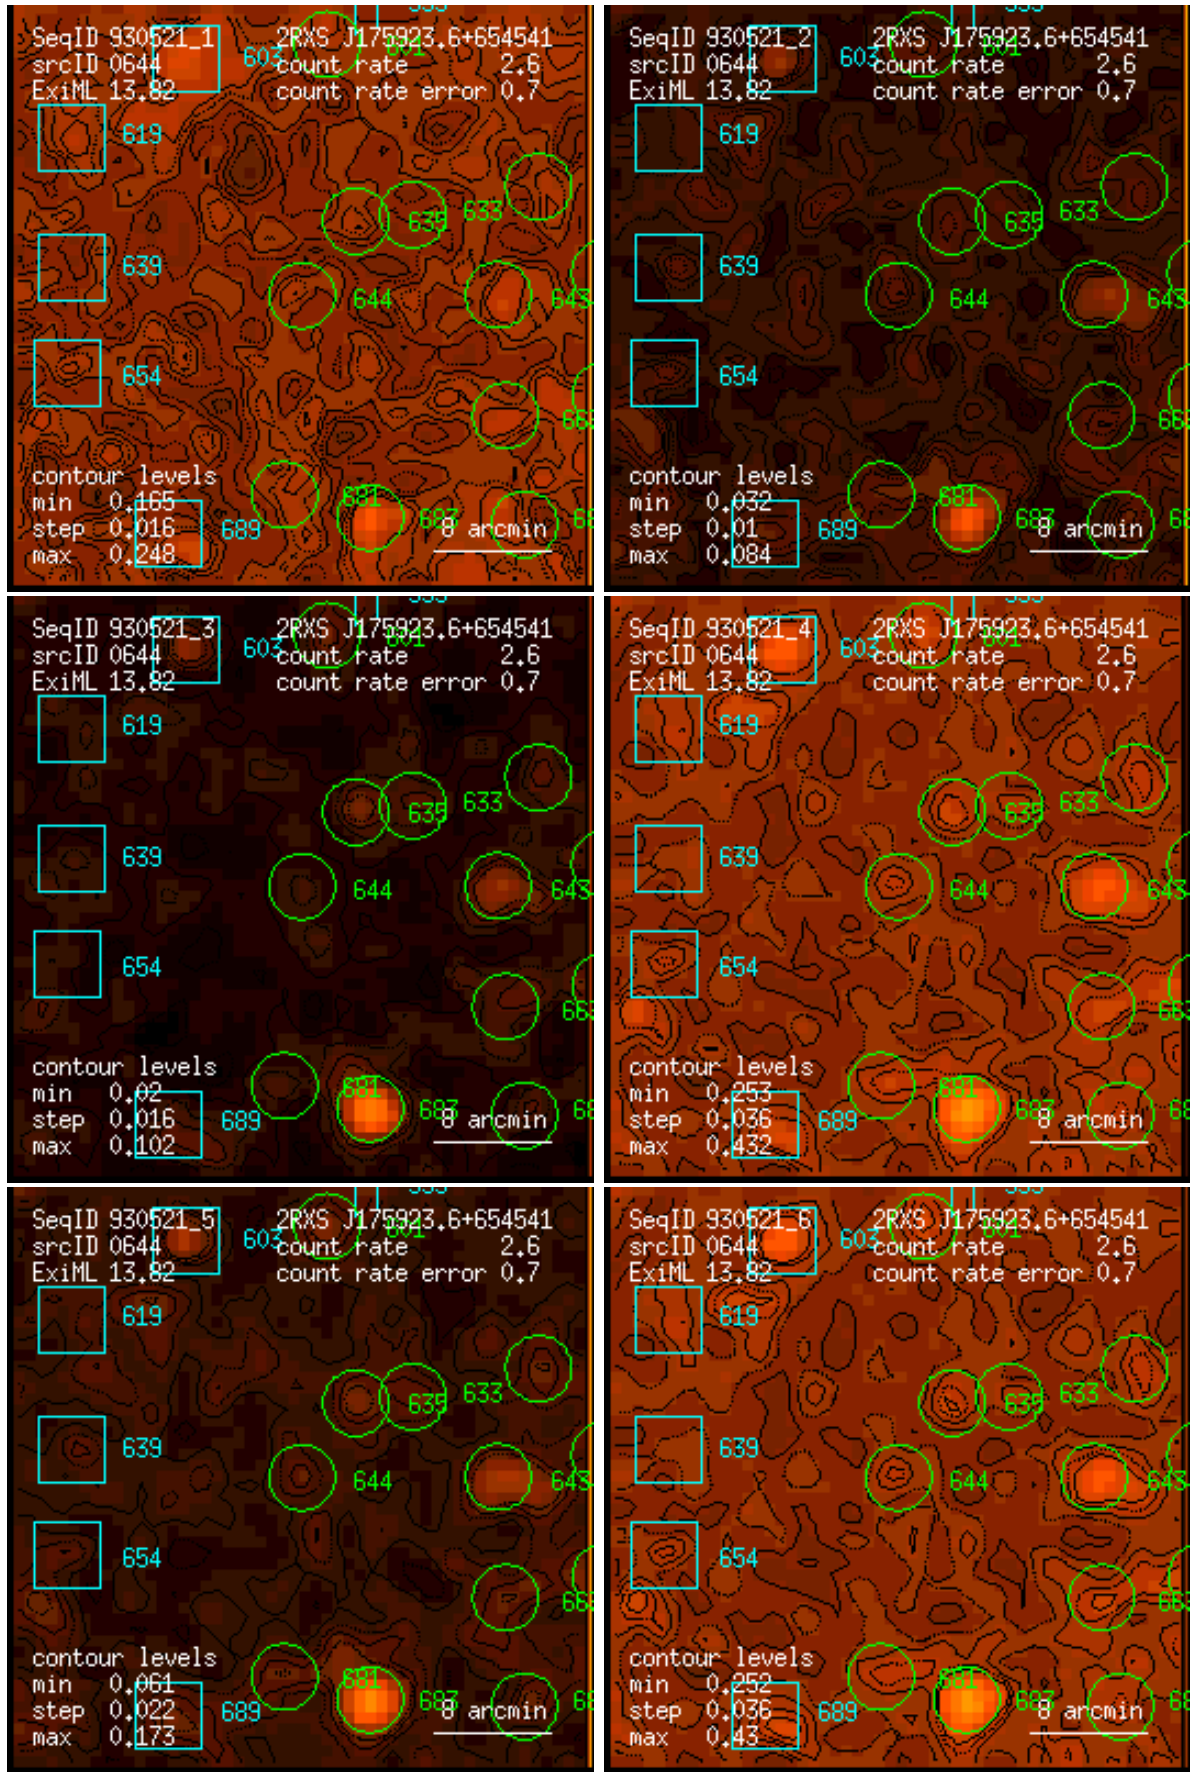 SeqID 930521_1 2RXS J175923.6+654541
srcID 0644 603 count rate 601 2.6
ExiML 13.82 count rate error 0.7
619
635 633
639
644 643
654
contour levels
min 0.165 681
step 0.016 689 687 8 arcmin
max 0.248
SeqID 930521_2 2RXS J175923.6+654541
srcID 0644 603 count rate 601 2.6
ExiML 13.82 count rate error 0.7
619
635 633
639
644 643
654
contour levels
min 0.032 681
step 0.01 689 687 8 arcmin
max 0.084
SeqID 930521_3 2RXS J175923.6+654541
srcID 0644 603 count rate 601 2.6
ExiML 13.82 count rate error 0.7
619
635 633
639
644 643
654
contour levels
min 0.02 681
step 0.016 689 687 8 arcmin
max 0.102
SeqID 930521_4 2RXS J175923.6+654541
srcID 0644 603 count rate 601 2.6
ExiML 13.82 count rate error 0.7
619
635 633
639
644 643
654
contour levels
min 0.253 681
step 0.036 689 687 8 arcmin
max 0.432
SeqID 930521_5 2RXS J175923.6+654541
srcID 0644 603 count rate 601 2.6
ExiML 13.82 count rate error 0.7
619
635 633
639
644 643
654
contour levels
min 0.061 681
step 0.022 689 687 8 arcmin
max 0.173
SeqID 930521_6 2RXS J175923.6+654541
srcID 0644 603 count rate 601 2.6
ExiML 13.82 count rate error 0.7
619
635 633
639
644 643
654
contour levels
min 0.252 681
step 0.036 689 687 8 arcmin
max 0.43